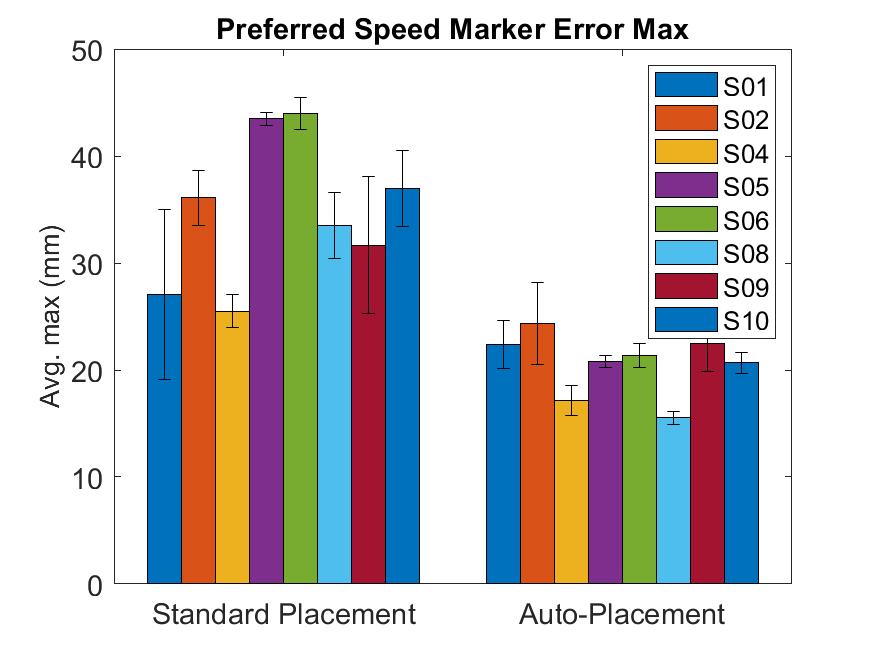 Preferred Speed Marker Error Max
50
40
30
20
10
0
Avg. max (mm)
S01
S02
S04
S05
S06
S08
S09
S10
Standard Placement
Auto-Placement